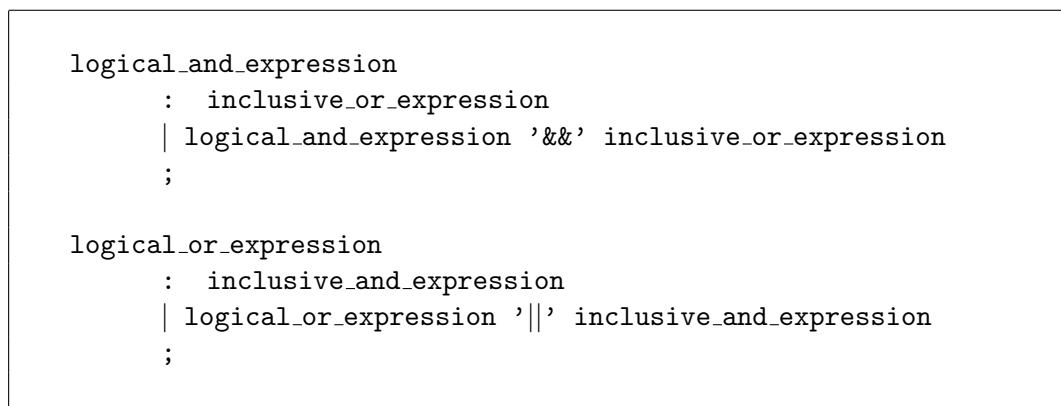 logical_and_expression
: inclusive_or_expression
| logical_and_expression '&&' inclusive_or_expression
;
logical_or_expression
: inclusive_and_expression
| logical_or_expression '||' inclusive_and_expression
;